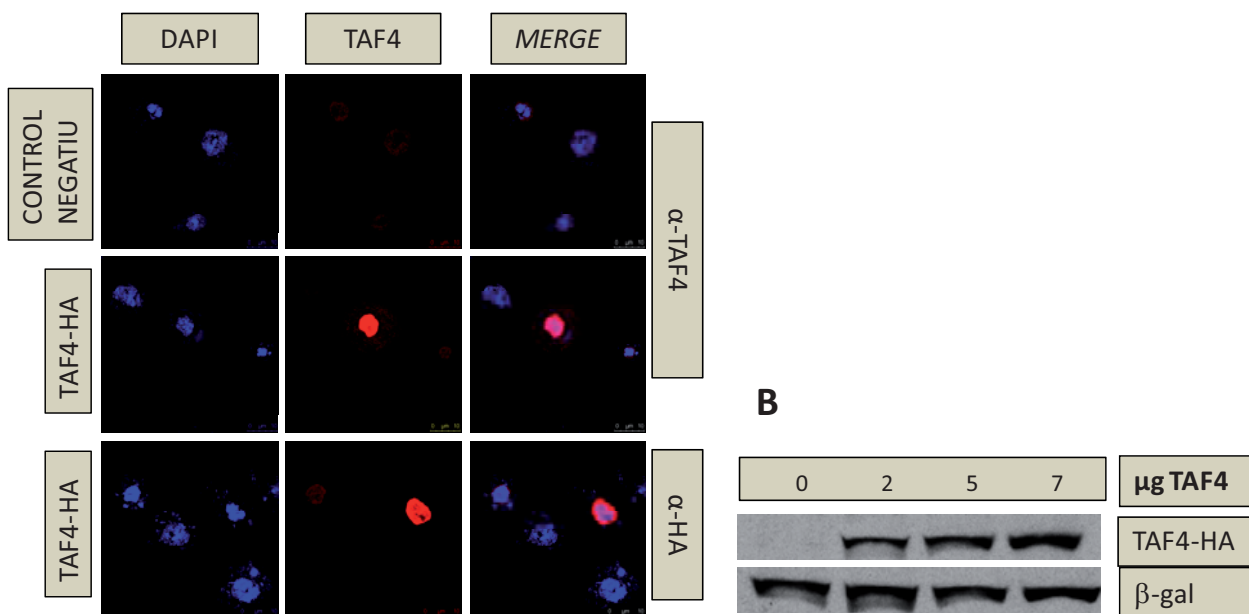 DAPI
TAF4
MERGE
CONTROL
NEGATIU
TAF4-HA
TAF4-HA
α-TAF4
α-HA
B
0 2 5 7
μg TAF4
TAF4-HA
β-gal